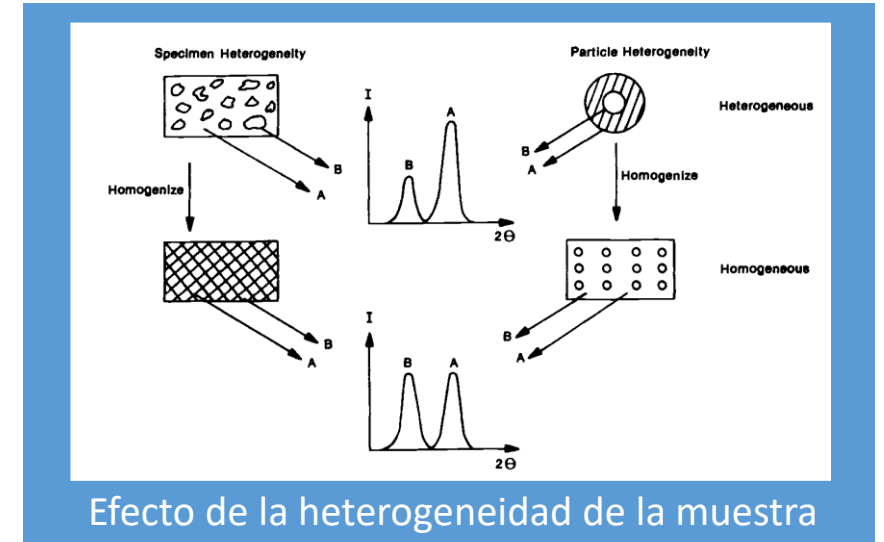 Specimen Heterogeneity
Particle Heterogeneity
Heterogeneous
I
B
A
2Θ
B
A
B
A
Homogenize
Homogenize
Homogeneous
I
B
A
2Θ
B
A
B
A
Efecto de la heterogeneidad de la muestra